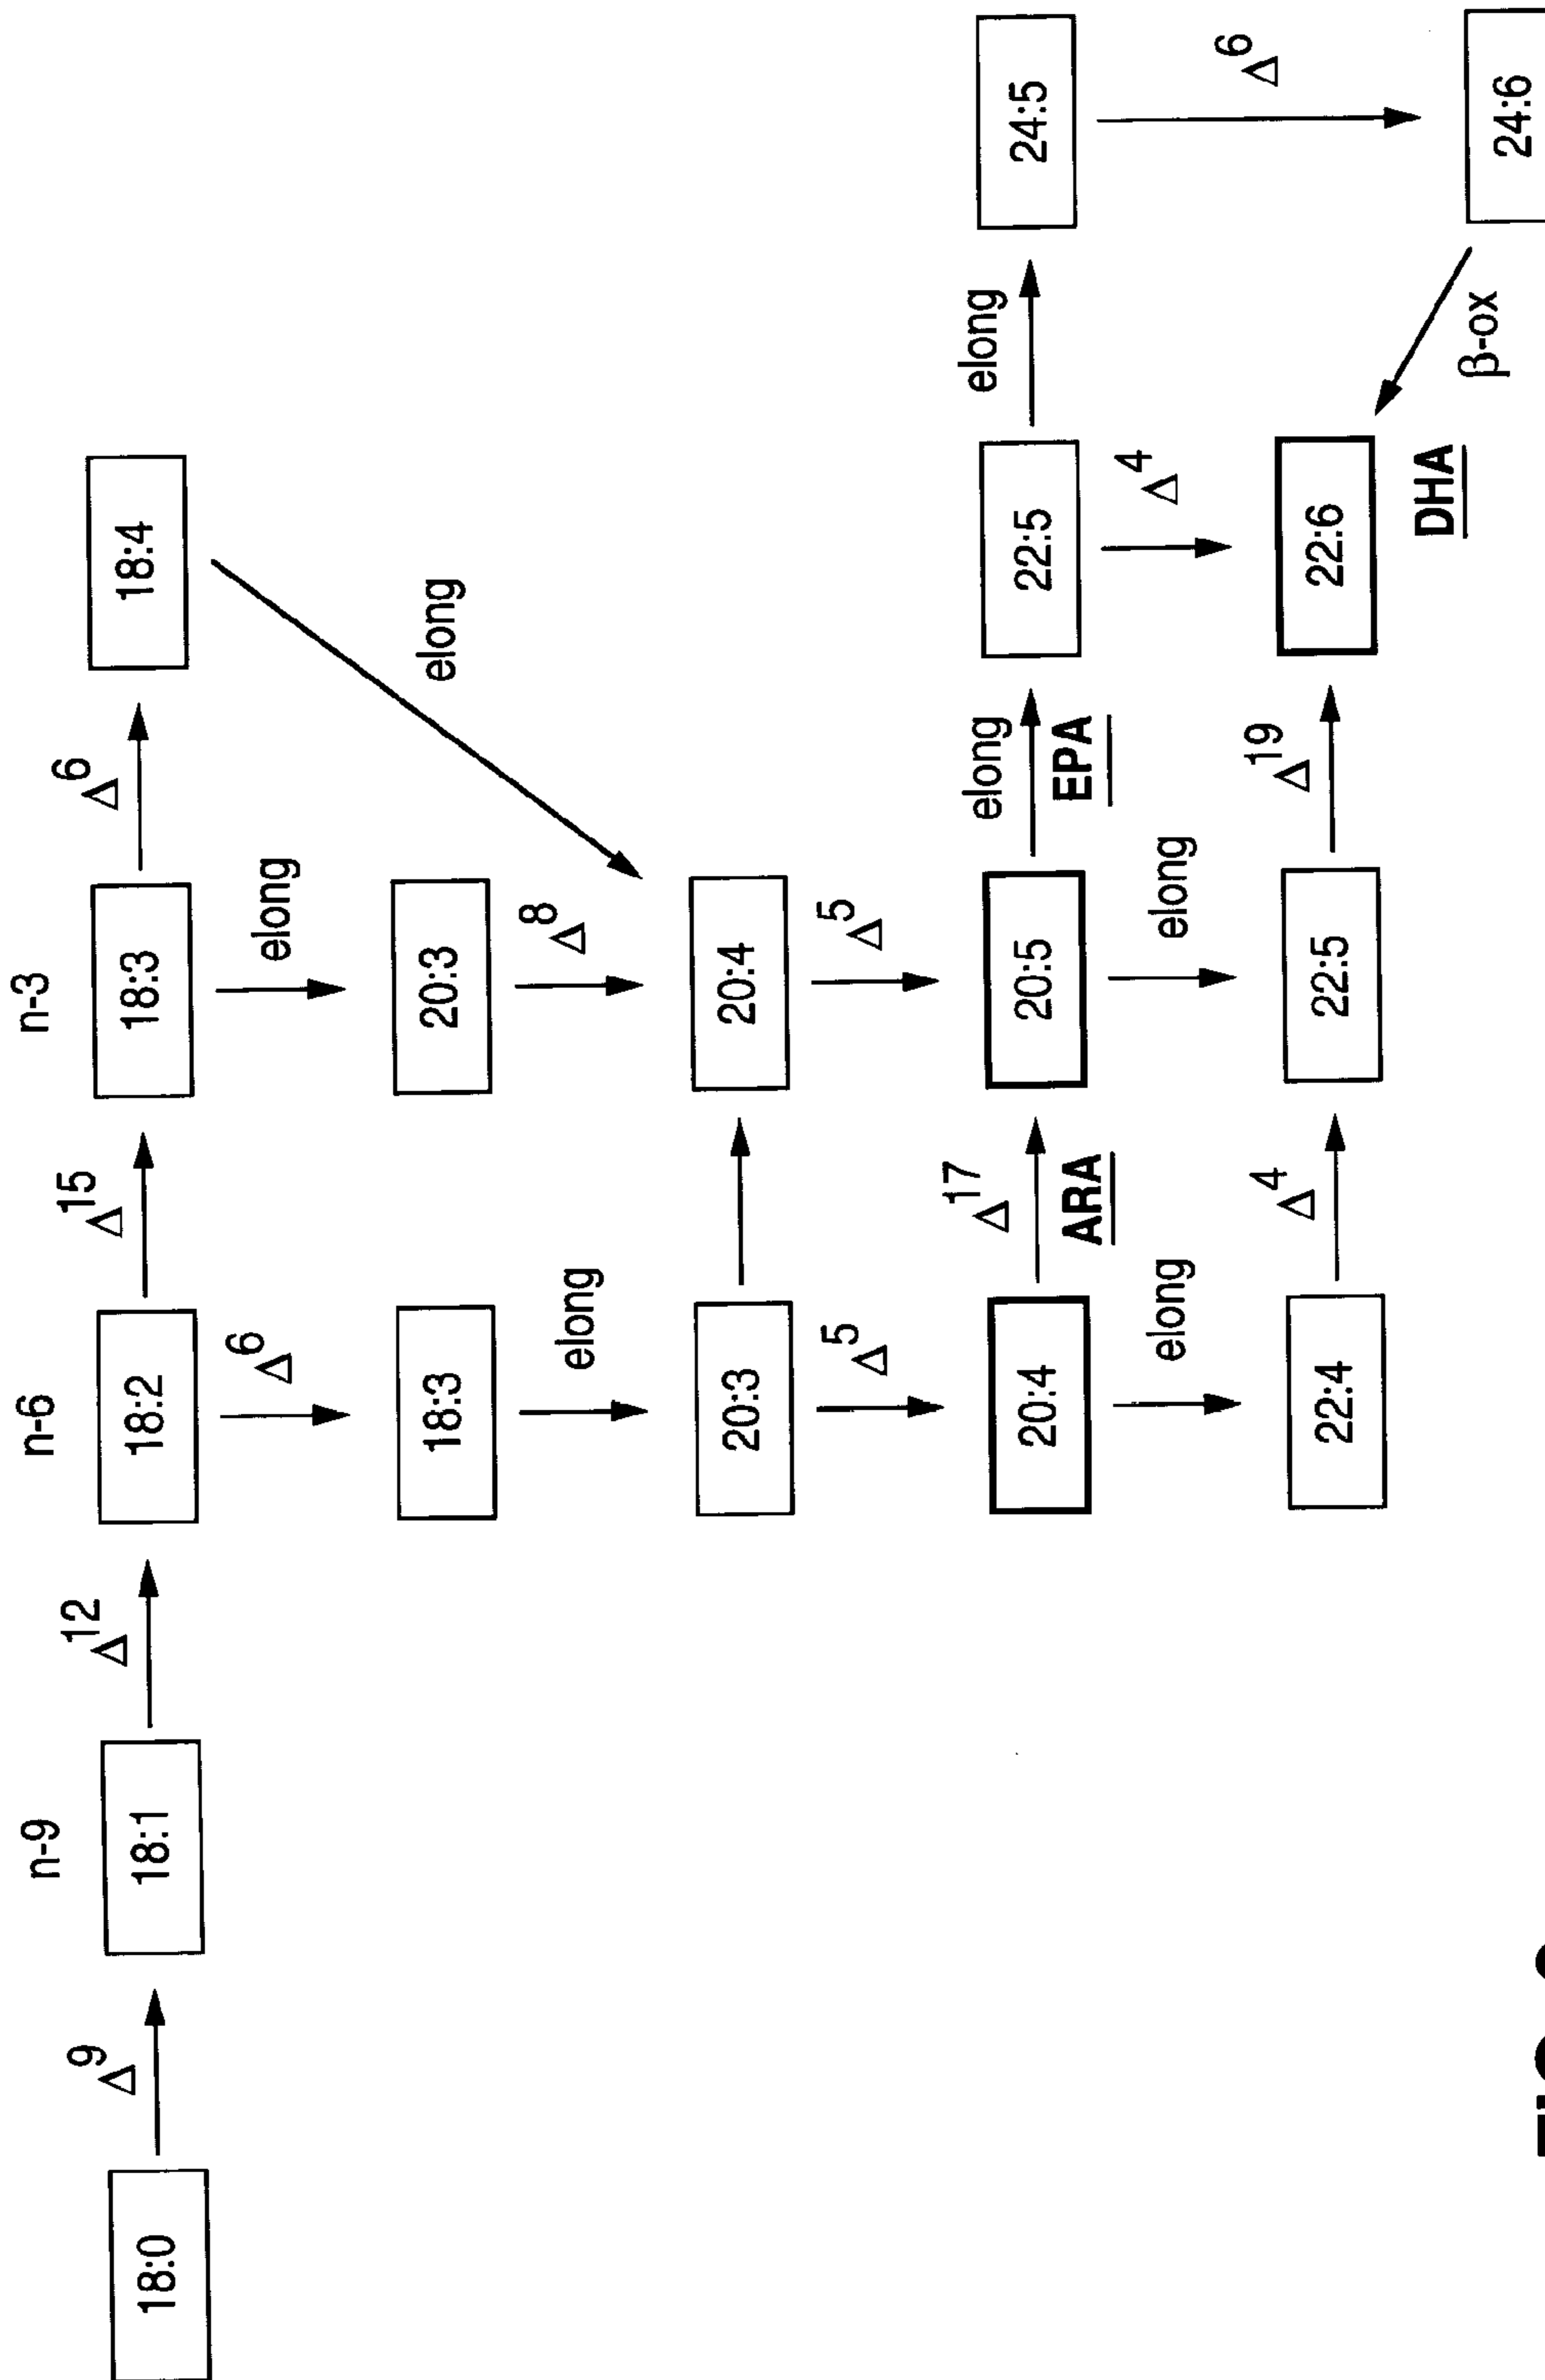 n-9 n-6 n-3
Δ9 Δ12 Δ15 Δ6
18:0 18:1 18:2 18:3 18:4
Δ6 elong
18:3 20:3 elong
elong Δ8
20:3 20:4
Δ5 Δ5
Δ17 elong elong
20:4 20:5 22:5 24:5
ARA EPA
elong elong Δ4 Δ6
Δ4 Δ19
22:4 22:5 22:6
DHA
β-ox
24:6